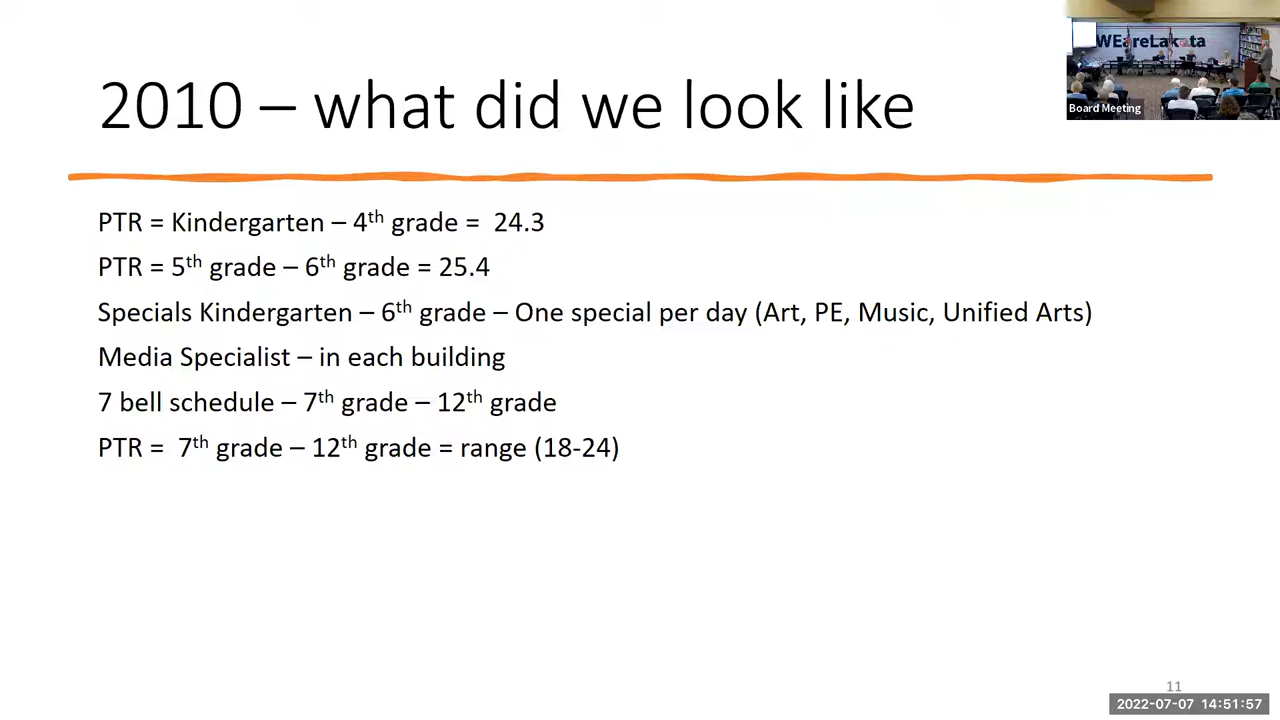 2010 – what did we look like
WEareLakota
Board Meeting
PTR = Kindergarten – 4th grade =  24.3
PTR = 5th grade – 6th grade = 25.4
Specials Kindergarten – 6th grade – One special per day (Art, PE, Music, Unified Arts)
Media Specialist – in each building
7 bell schedule – 7th grade – 12th grade
PTR =  7th grade – 12th grade = range (18-24)
11
2022-07-07 14:51:57